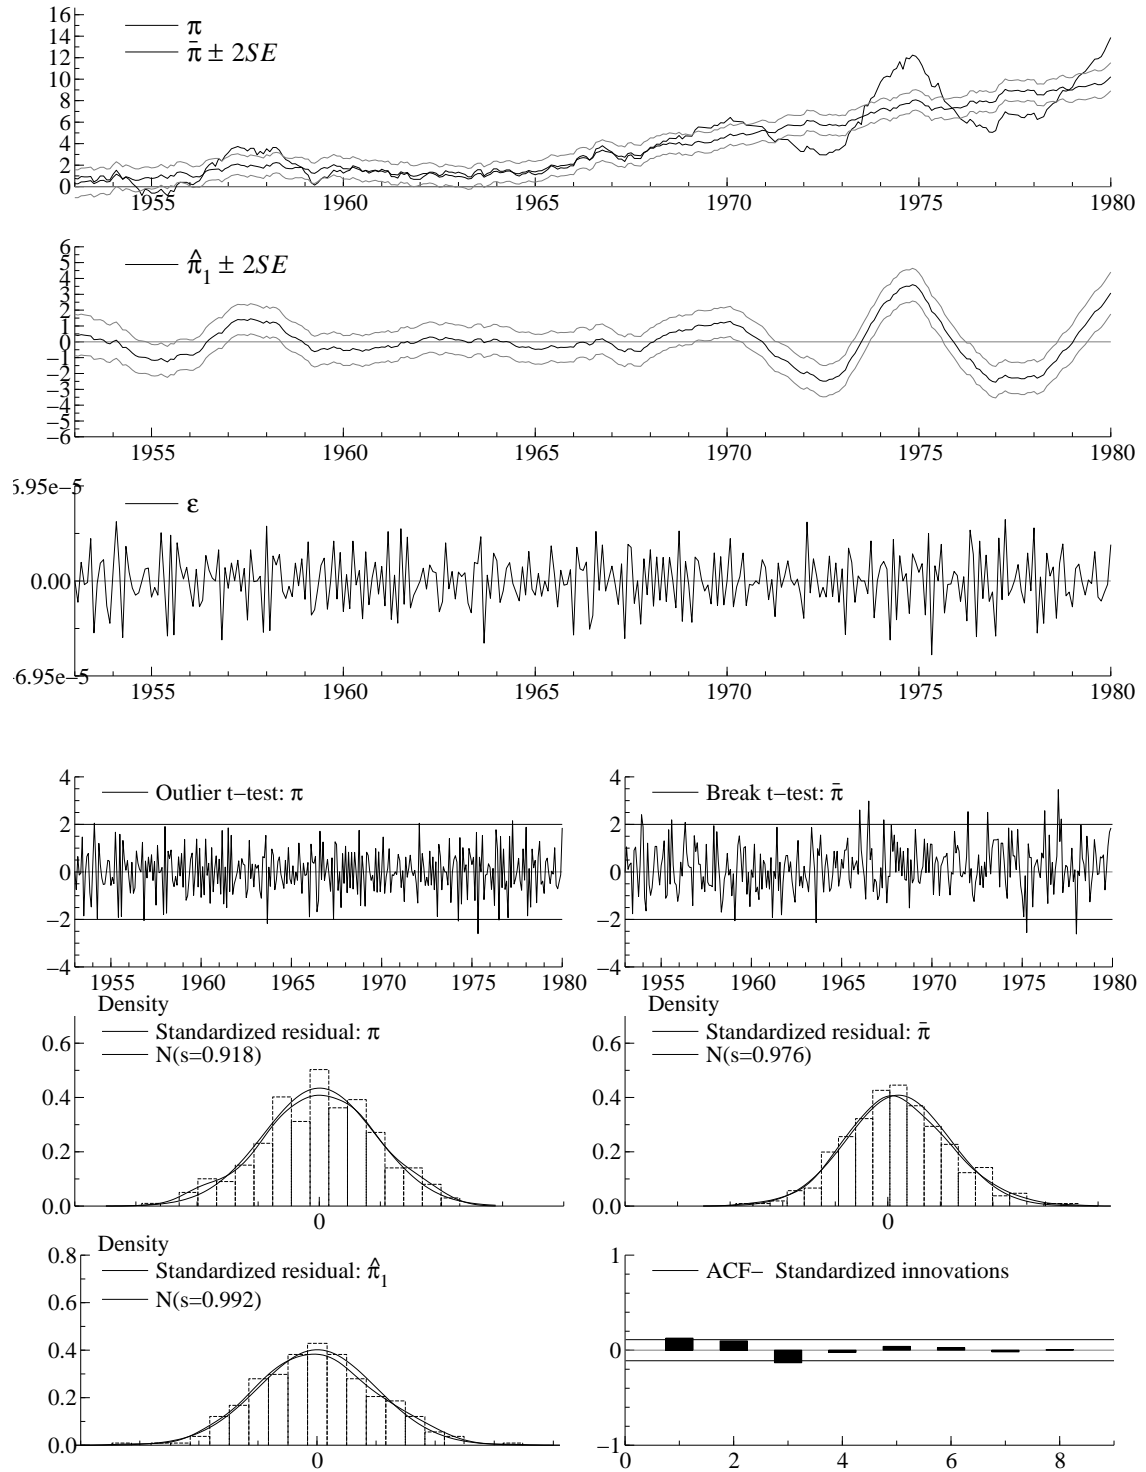 π
π̄ ± 2SE
16
14
12
10
8
6
4
2
0
1955 1960 1965 1970 1975 1980
π̂₁ ± 2SE
6
5
4
3
2
1
0
−1
−2
−3
−4
−5
−6
1955 1960 1965 1970 1975 1980
6.95e−5
ε
0.00
-6.95e−5
1955 1960 1965 1970 1975 1980
Outlier t−test: π
4
2
0
−2
−4
1955 1960 1965 1970 1975 1980
Break t−test: π̄
4
2
0
−2
−4
1955 1960 1965 1970 1975 1980
Density
Standardized residual: π
N(s=0.918)
0.6
0.4
0.2
0.0
0
Density
Standardized residual: π̄
N(s=0.976)
0.6
0.4
0.2
0.0
0
Density
Standardized residual: π̂₁
N(s=0.992)
0.8
0.6
0.4
0.2
0.0
0
ACF− Standardized innovations
1
0
−1
0 2 4 6 8